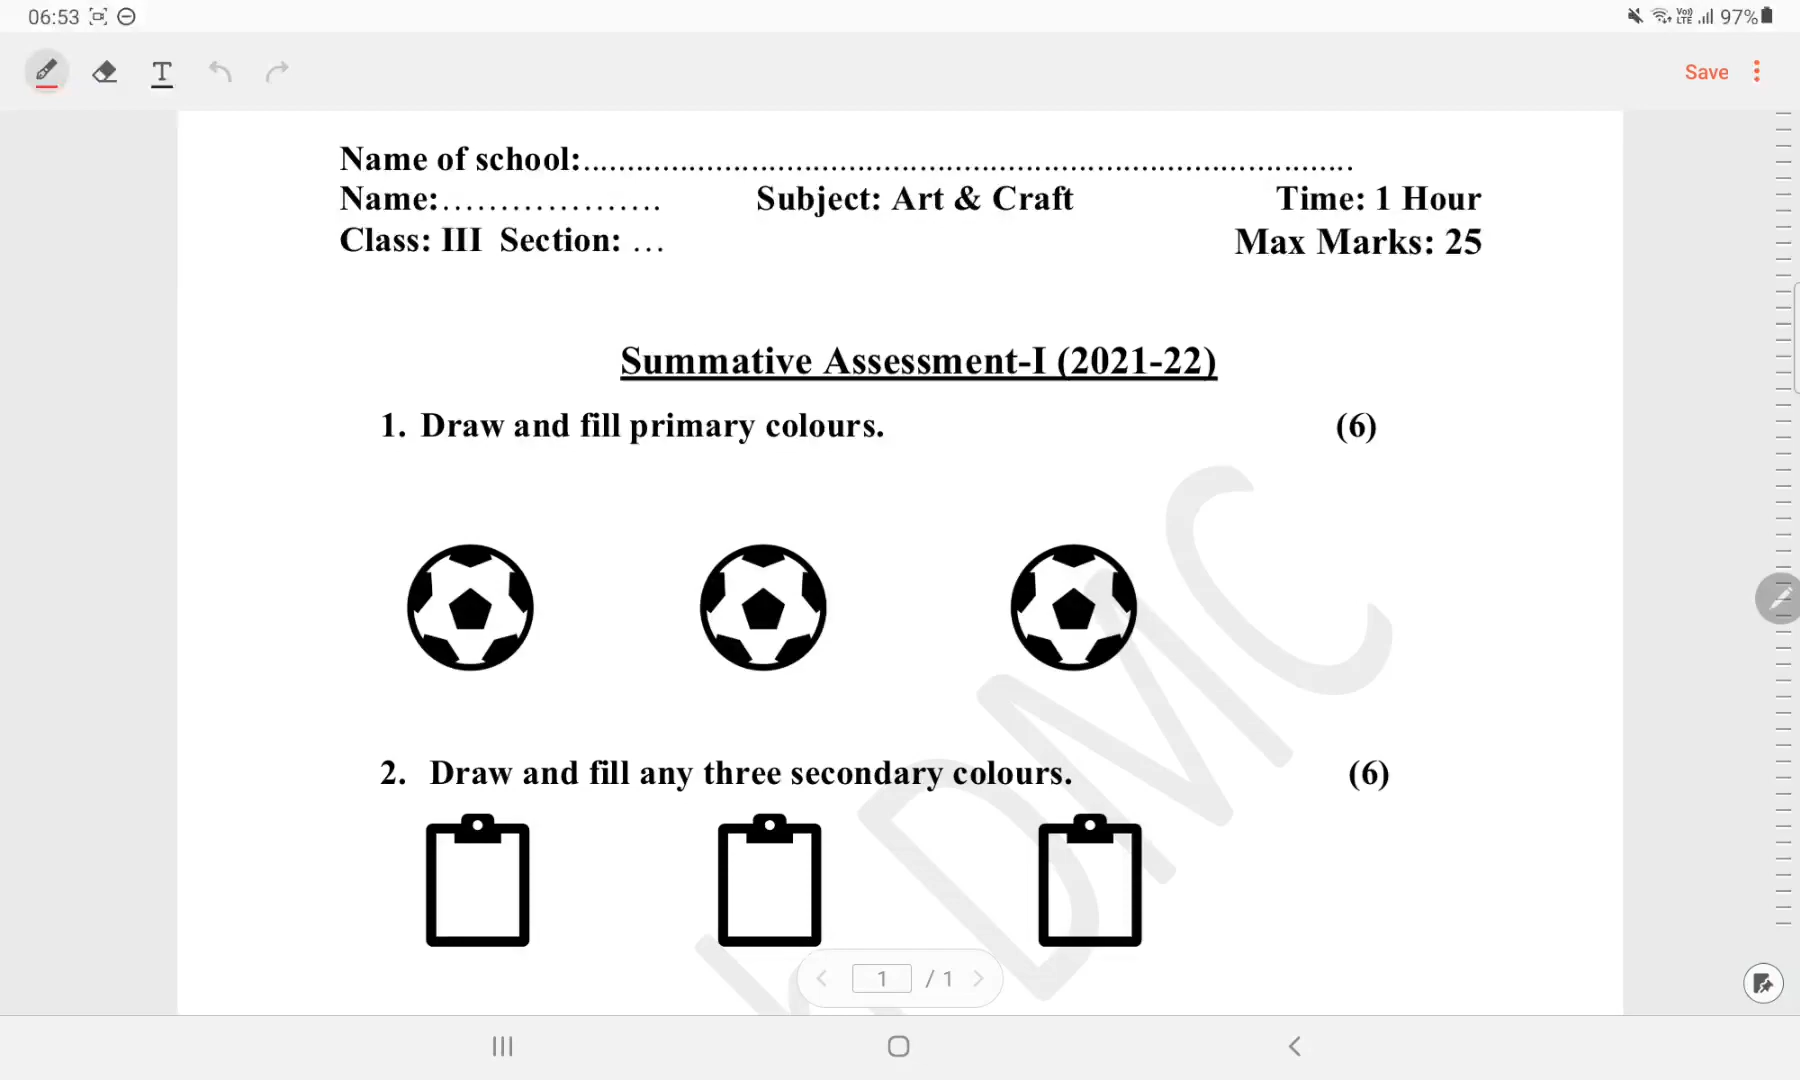 06:53 97%
Save
Name of school:......................................................................................
Name:................... Subject: Art & Craft Time: 1 Hour
Class: III Section: ... Max Marks: 25
Summative Assessment-I (2021-22)
1. Draw and fill primary colours. (6)
2. Draw and fill any three secondary colours. (6)
DMC
1 / 1